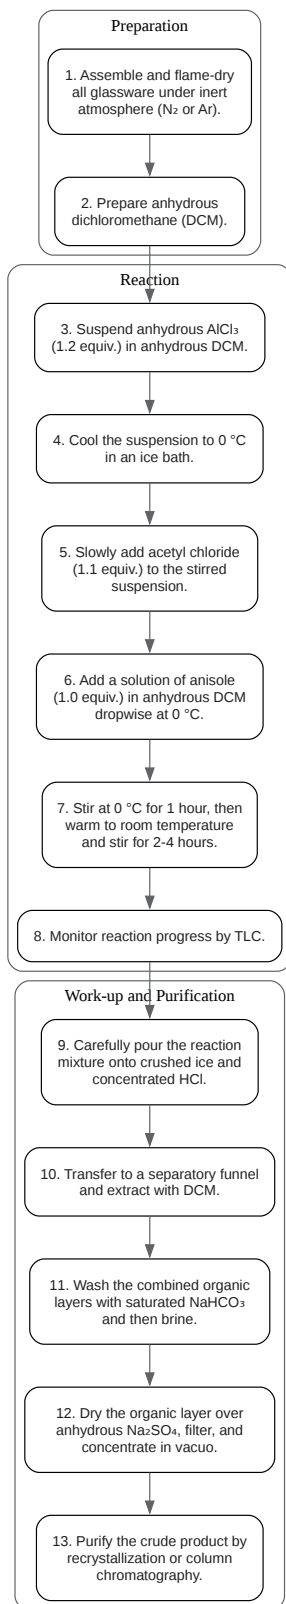 Preparation
1. Assemble and flame-dry
all glassware under inert
atmosphere (N₂ or Ar).
2. Prepare anhydrous
dichloromethane (DCM).
Reaction
3. Suspend anhydrous AlCl₃
(1.2 equiv.) in anhydrous DCM.
4. Cool the suspension to 0 °C
in an ice bath.
5. Slowly add acetyl chloride
(1.1 equiv.) to the stirred
suspension.
6. Add a solution of anisole
(1.0 equiv.) in anhydrous DCM
dropwise at 0 °C.
7. Stir at 0 °C for 1 hour, then
warm to room temperature
and stir for 2-4 hours.
8. Monitor reaction progress by TLC.
Work-up and Purification
9. Carefully pour the reaction
mixture onto crushed ice and
concentrated HCl.
10. Transfer to a separatory funnel
and extract with DCM.
11. Wash the combined organic
layers with saturated NaHCO₃
and then brine.
12. Dry the organic layer over
anhydrous Na₂SO₄, filter, and
concentrate in vacuo.
13. Purify the crude product by
recrystallization or column
chromatography.